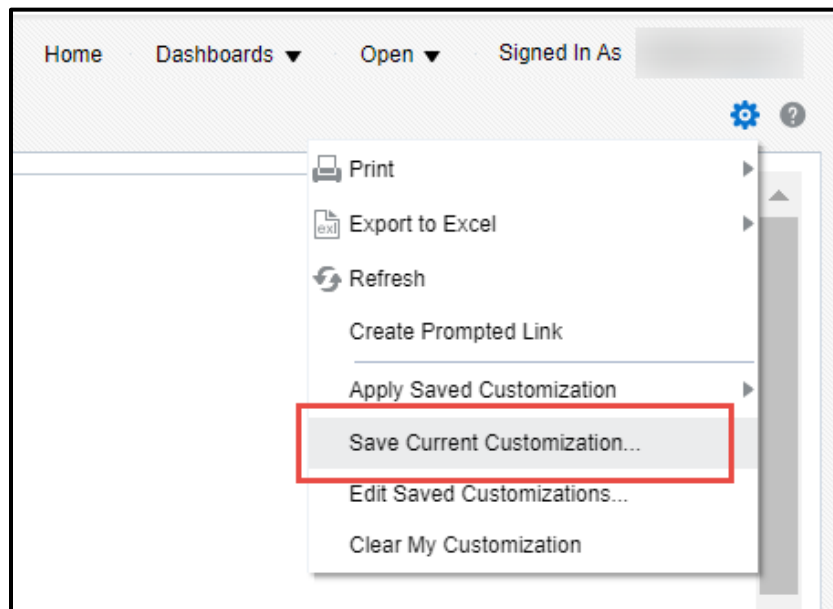 Home Dashboards Open Signed In As
Print
exl Export to Excel
Refresh
Create Prompted Link
Apply Saved Customization
Save Current Customization...
Edit Saved Customizations...
Clear My Customization